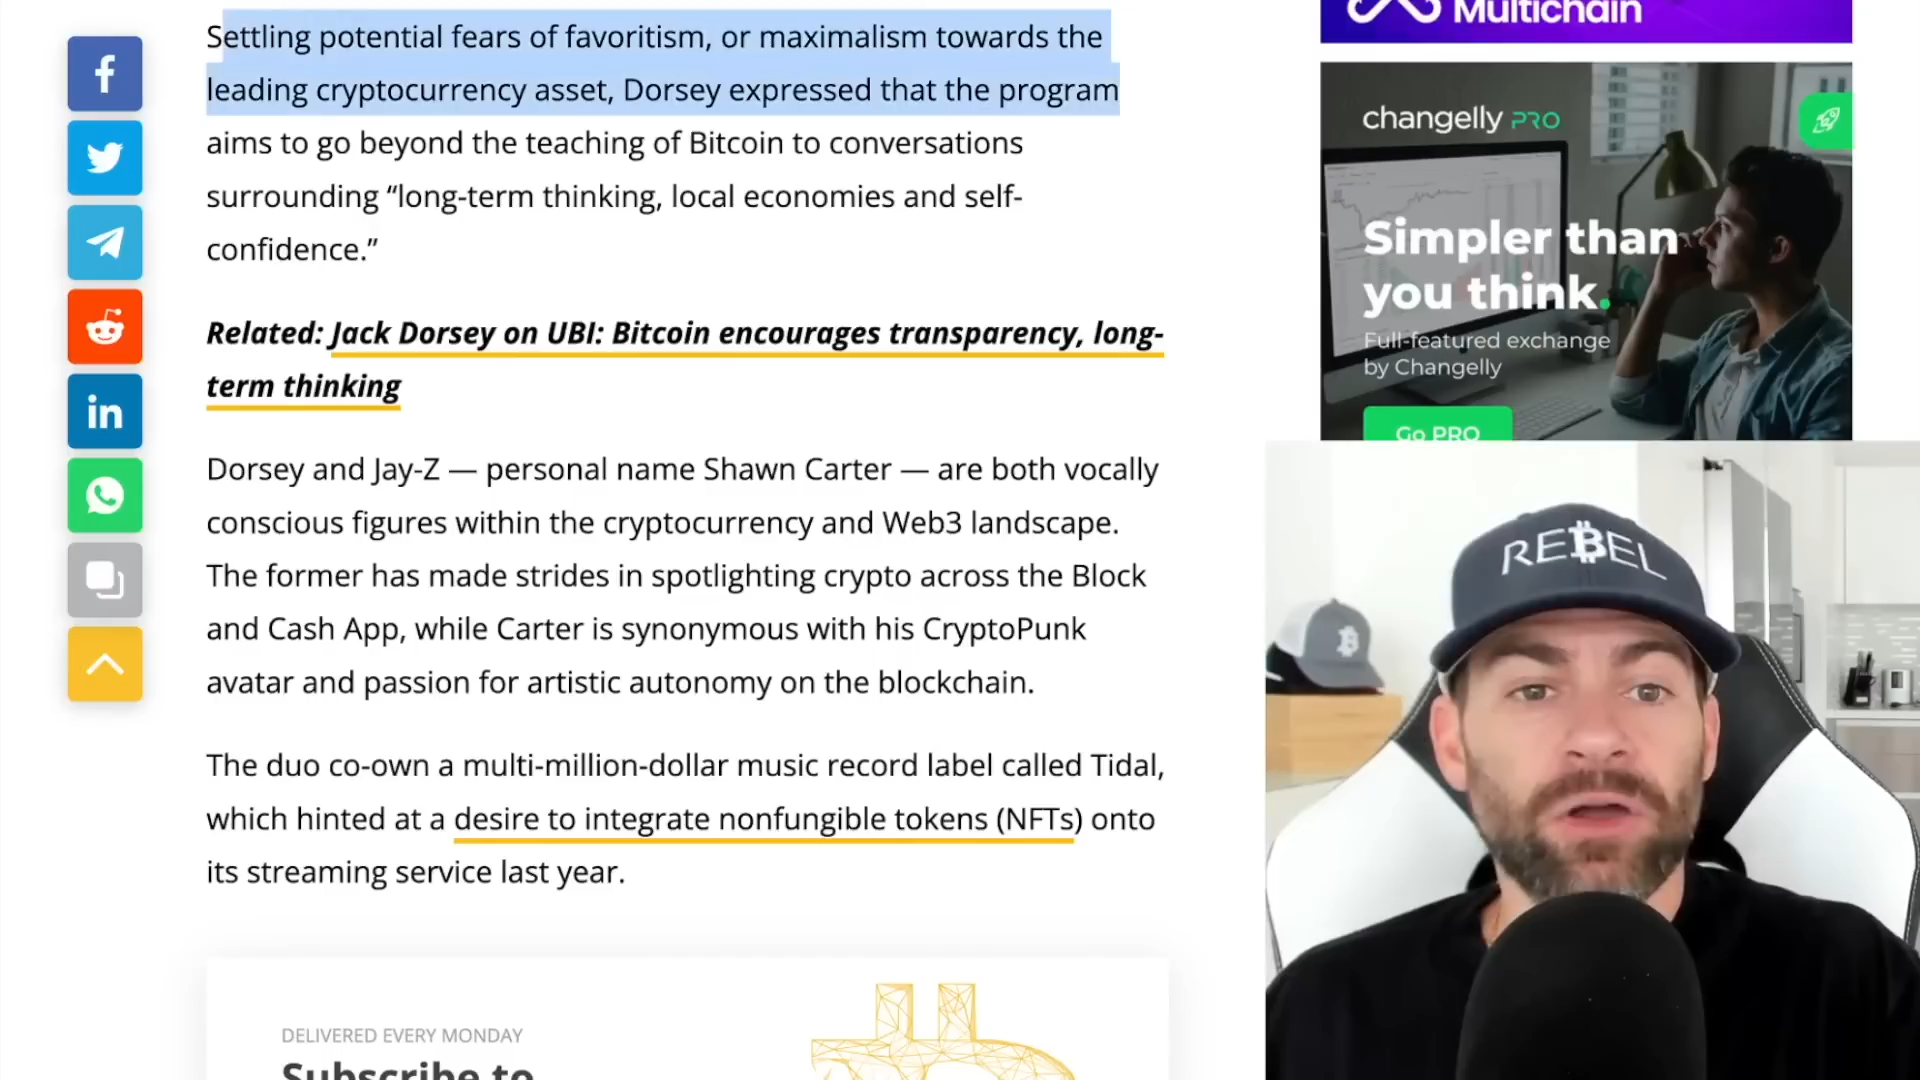 Settling potential fears of favoritism, or maximalism towards the
leading cryptocurrency asset, Dorsey expressed that the program
aims to go beyond the teaching of Bitcoin to conversations
surrounding “long-term thinking, local economies and self-
confidence.”
Related: Jack Dorsey on UBI: Bitcoin encourages transparency, long-
term thinking
Dorsey and Jay-Z — personal name Shawn Carter — are both vocally
conscious figures within the cryptocurrency and Web3 landscape.
The former has made strides in spotlighting crypto across the Block
and Cash App, while Carter is synonymous with his CryptoPunk
avatar and passion for artistic autonomy on the blockchain.
The duo co-own a multi-million-dollar music record label called Tidal,
which hinted at a desire to integrate nonfungible tokens (NFTs) onto
its streaming service last year.
DELIVERED EVERY MONDAY
Subscribe to
Multichain
changelly PRO
Simpler than
you think.
Full-featured exchange
by Changelly
Go PRO
REBEL